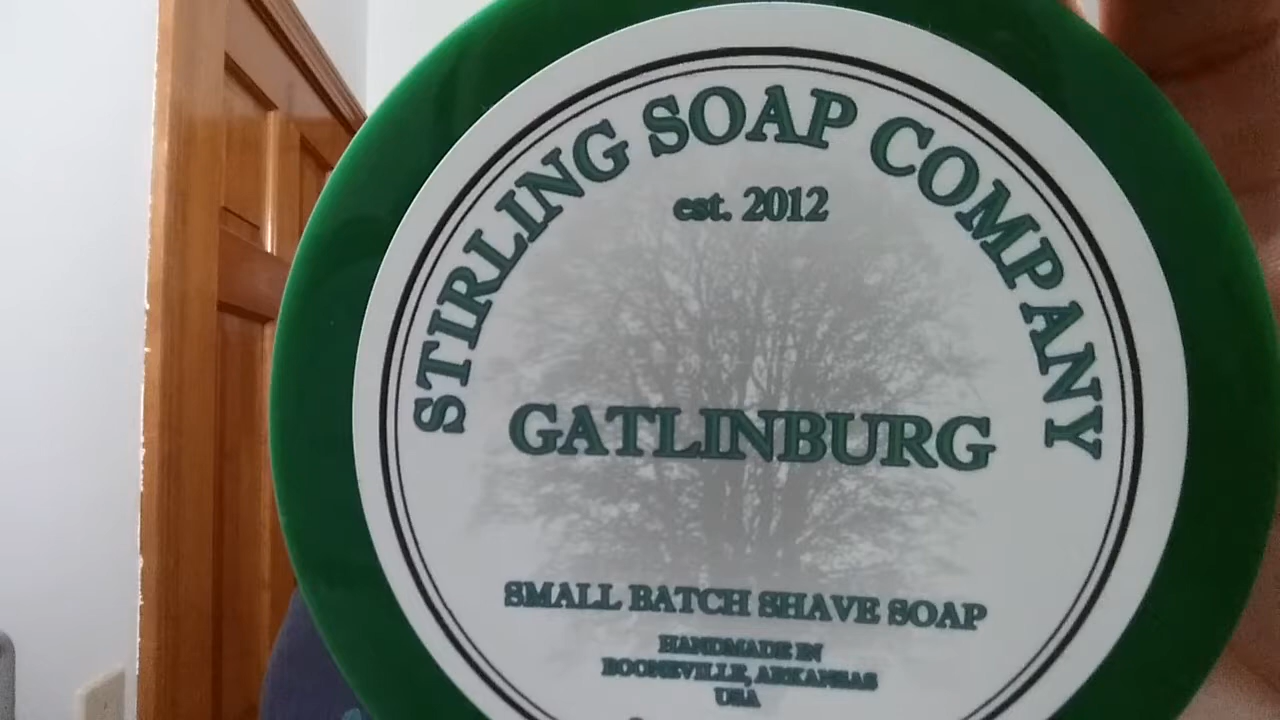 STIRLING SOAP COMPANY
est. 2012
GATLINBURG
SMALL BATCH SHAVE SOAP
HANDMADE IN
BOONEVILLE, ARKANSAS
USA